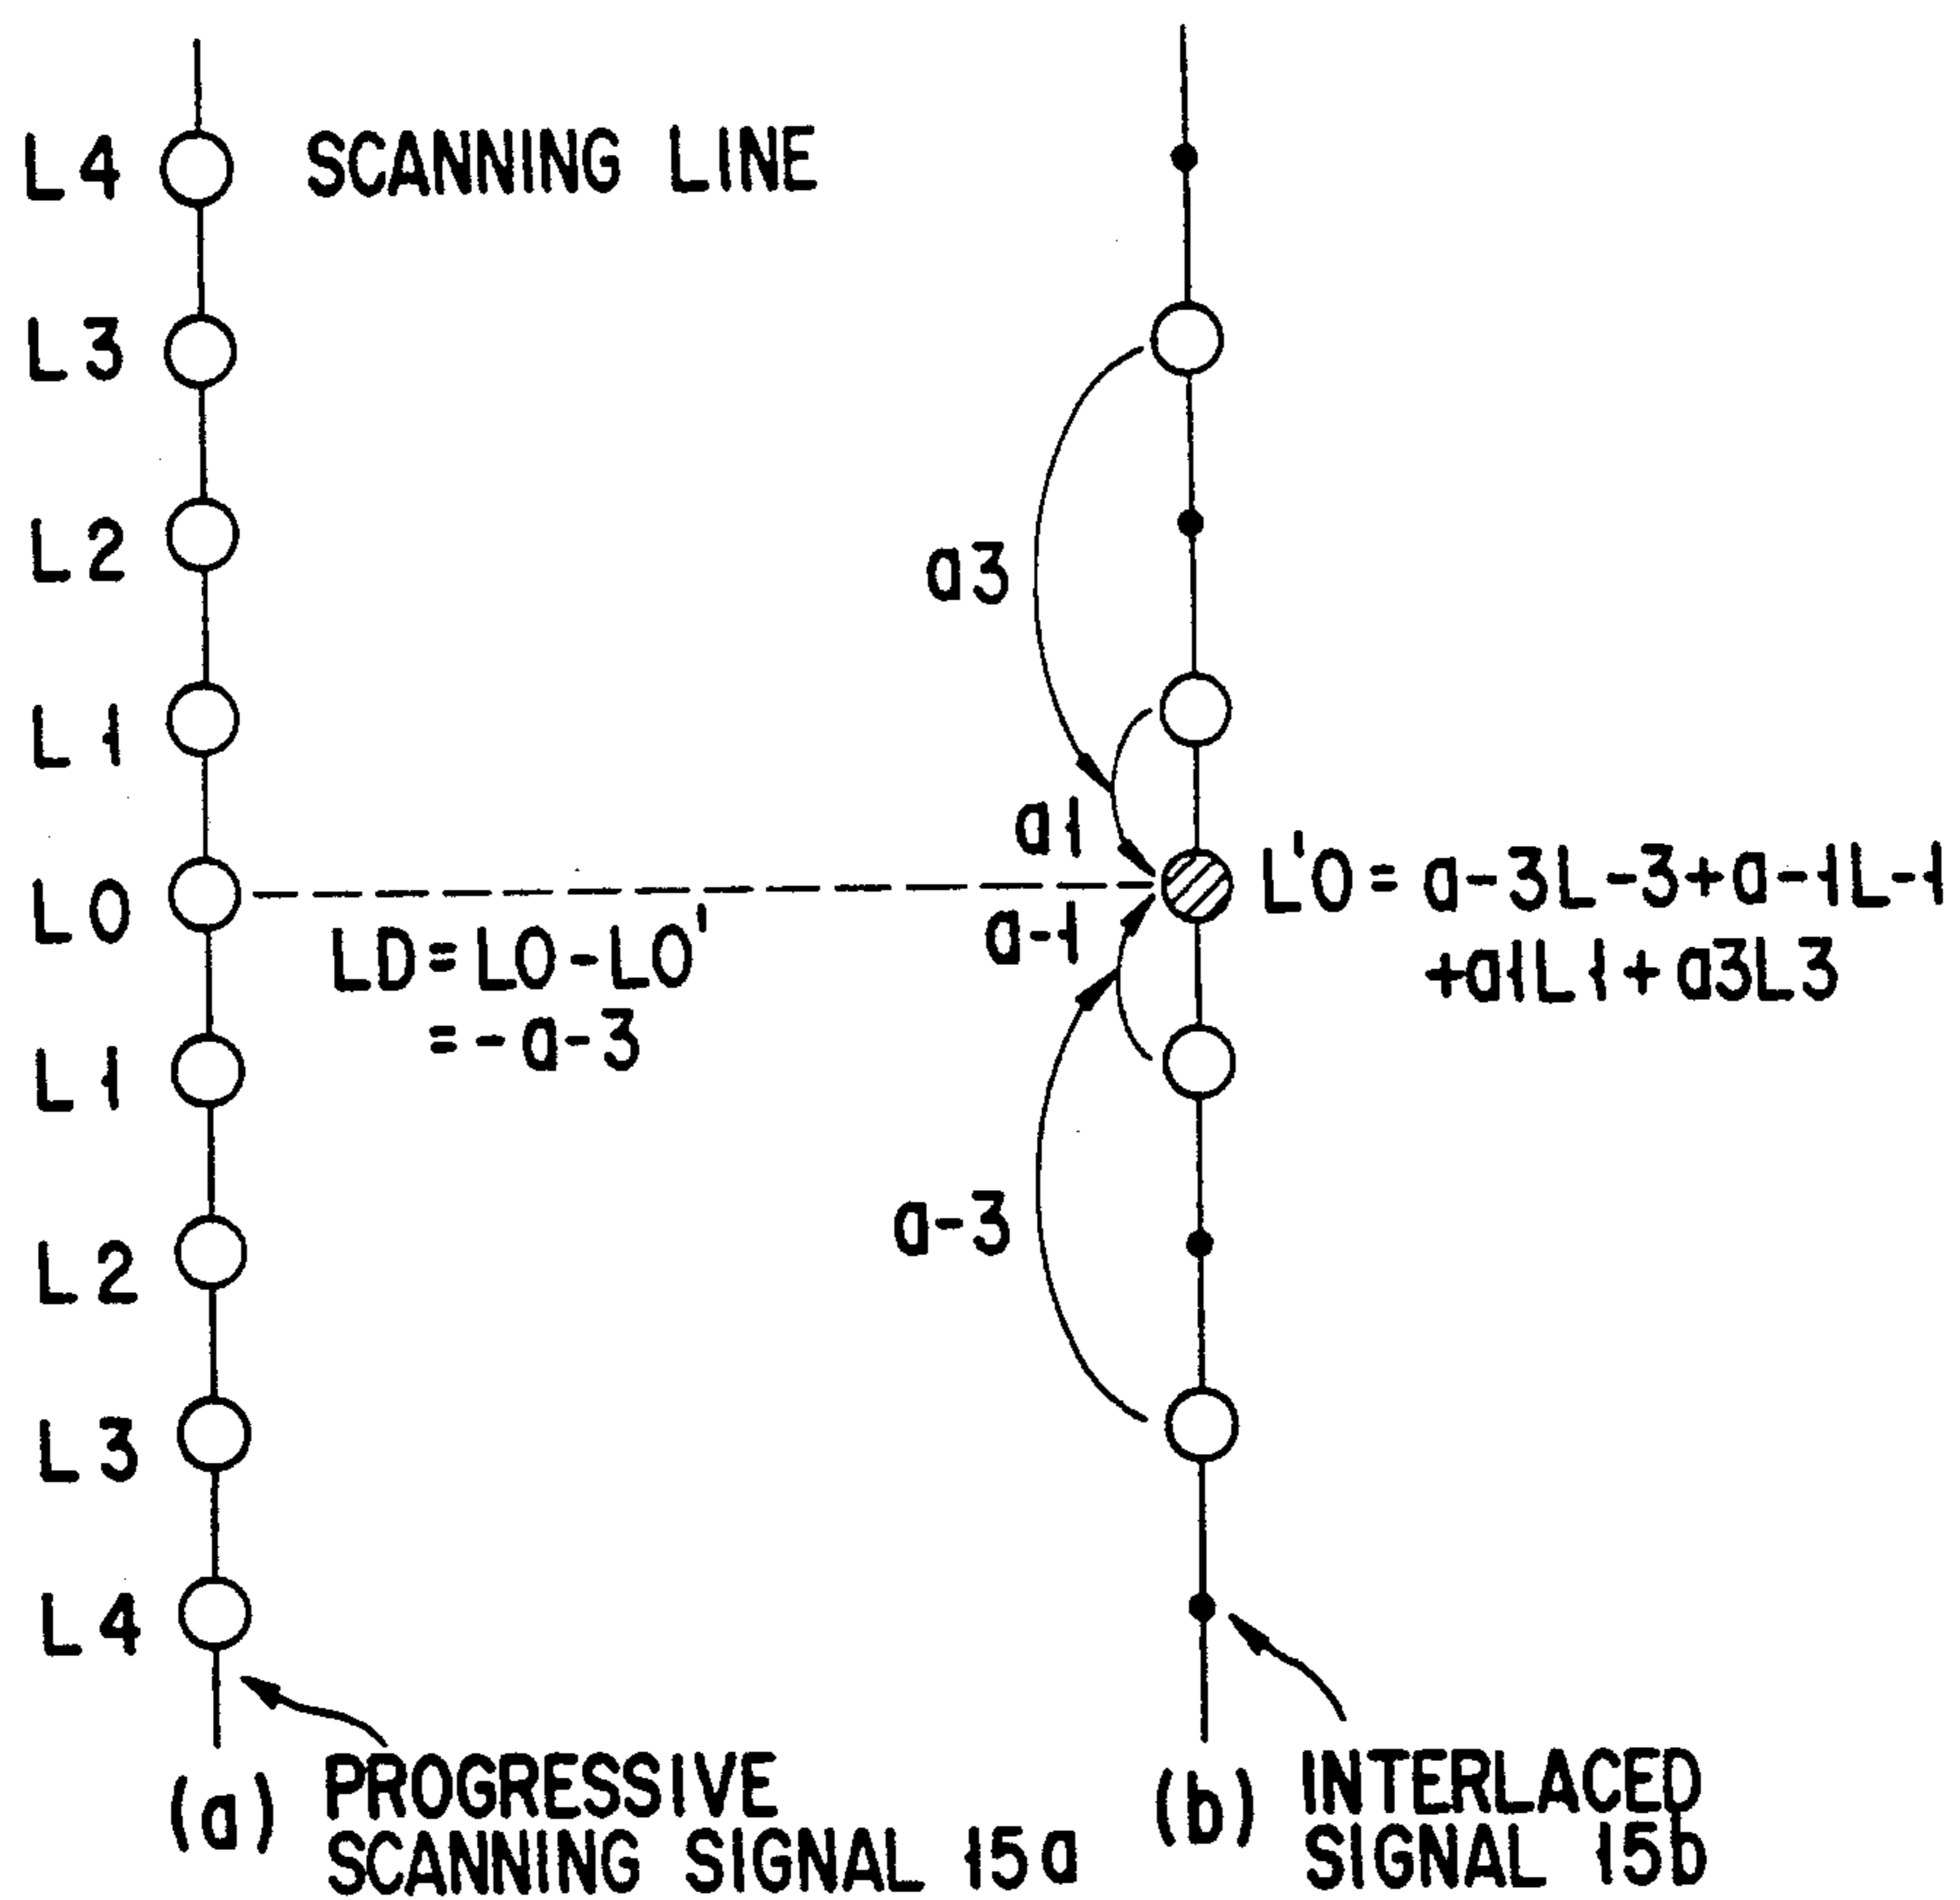 L4 SCANNING LINE
L3
L2
a3
L1
a1
L0
a-1
L'0 = a-3L-3+a-1L-1
+a1L1+a3L3
LD=L0-L0'
=-a-3
L1
a-3
L2
L3
L4
(a) PROGRESSIVE
SCANNING SIGNAL 15a
(b) INTERLACED
SIGNAL 15b